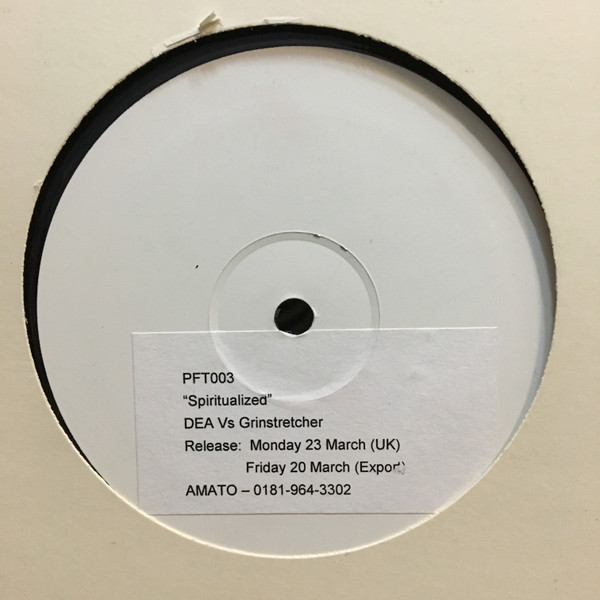 PFT003
“Spiritualized”
DEA Vs Grinstretcher
Release: Monday 23 March (UK)
Friday 20 March (Export)
AMATO – 0181-964-3302